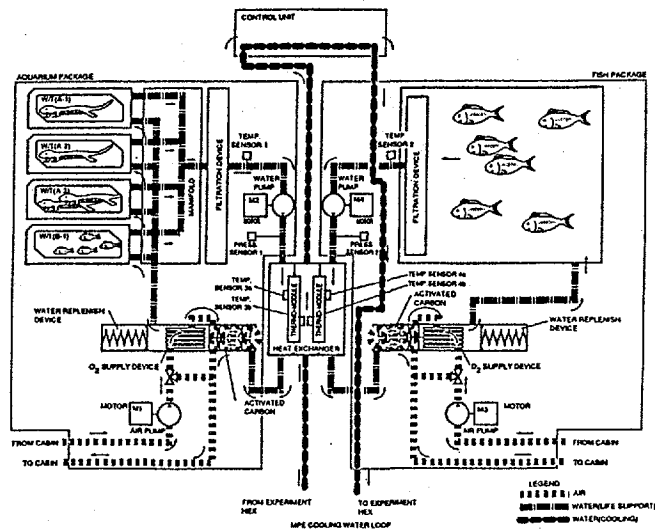 CONTROL UNIT
AQUARIUM PACKAGE
FISH PACKAGE
W/T(A-1)
W/T(A-2)
W/T(A-3)
W/T(B-1)
MANIFOLD
FILTRATION DEVICE
TEMP.
SENSOR 1
WATER
PUMP
M2
MOTOR
PRESS.
SENSOR 1
TEMP.
SENSOR 2
WATER
PUMP
M4
MOTOR
PRESS.
SENSOR 2
FILTRATION DEVICE
TEMP.
SENSOR 3a
TEMP.
SENSOR 3b
THERMO-MODULE
THERMO-MODULE
HEAT EXCHANGER
TEMP SENSOR 4a
TEMP SENSOR 4b
ACTIVATED
CARBON
WATER REPLENISH
DEVICE
O2 SUPPLY DEVICE
ACTIVATED
CARBON
WATER REPLENISH
DEVICE
O2 SUPPLY DEVICE
MOTOR
M1
AIR PUMP
M3
MOTOR
AIR PUMP
FROM CABIN
TO CABIN
FROM CABIN
TO CABIN
FROM EXPERIMENT
HEX
TO EXPERIMENT
HEX
MPE COOLING WATER LOOP
LEGEND
AIR
WATER(LIFE SUPPORT)
WATER(COOLING)